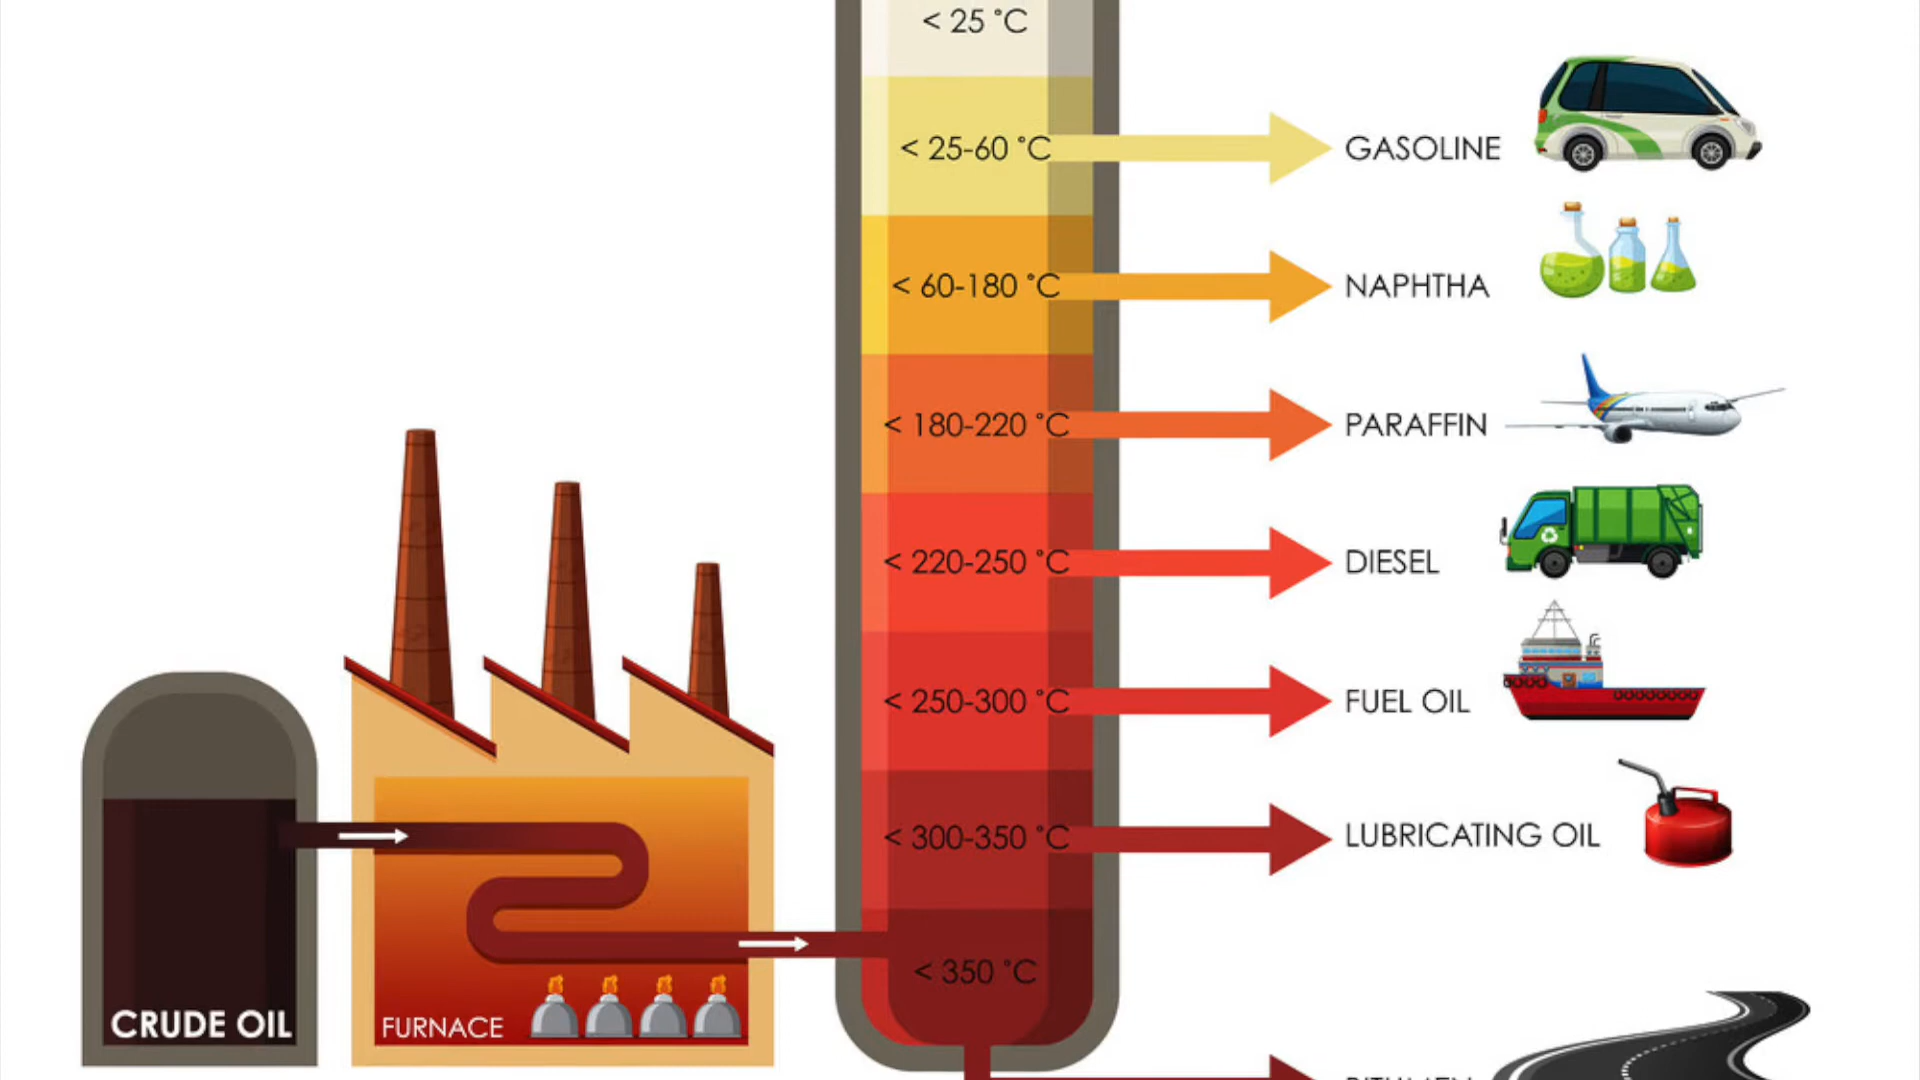 < 25 °C
< 25-60 °C
GASOLINE
< 60-180 °C
NAPHTHA
< 180-220 °C
PARAFFIN
< 220-250 °C
DIESEL
< 250-300 °C
FUEL OIL
< 300-350 °C
LUBRICATING OIL
< 350 °C
CRUDE OIL
FURNACE